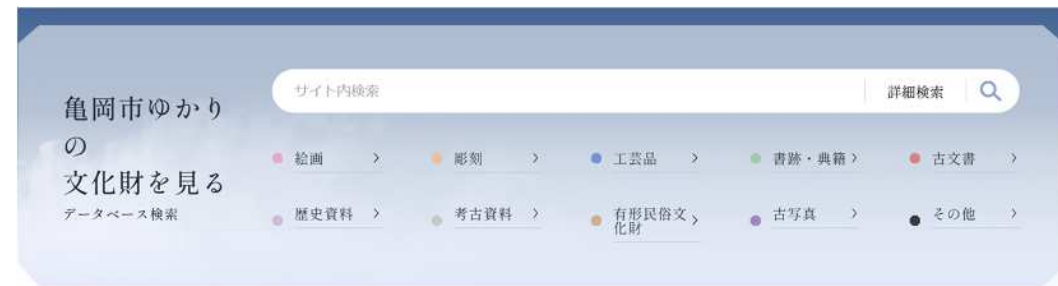 亀岡市ゆかり
の
文化財を見る
データベース検索
サイト内検索
詳細検索
絵画
彫刻
工芸品
書跡・典籍
古文書
歴史資料
考古資料
有形民俗文
化財
古写真
その他